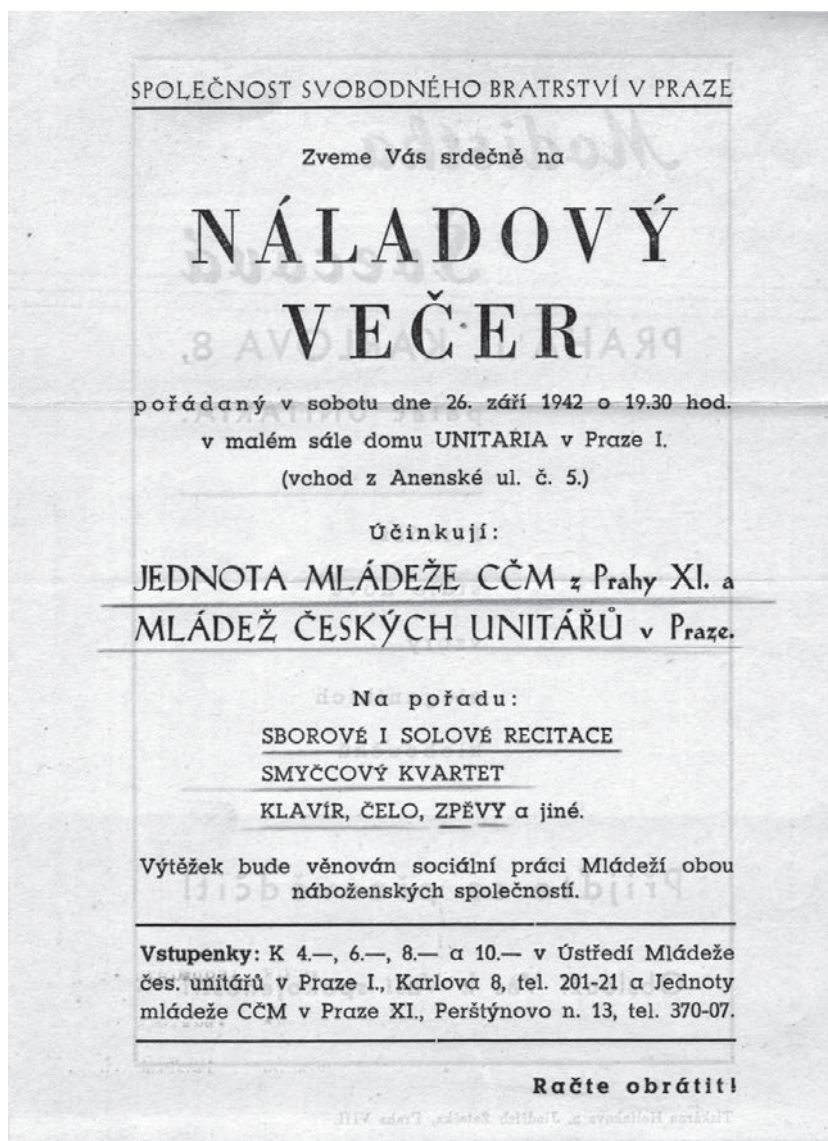 SPOLEČNOST SVOBODNÉHO BRATRSTVÍ V PRAZE
Zveme Vás srdečně na
NÁLADOVÝ
VEČER
pořádaný v sobotu dne 26. září 1942 o 19.30 hod.
v malém sále domu UNITARIA v Praze I.
(vchod z Anenské ul. č. 5.)
Účinkují:
JEDNOTA MLÁDEŽE CČM z Prahy XI. a
MLÁDEŽ ČESKÝCH UNITÁŘŮ v Praze.
Na pořadu:
SBOROVÉ I SOLOVÉ RECITACE
SMYČCOVÝ KVARTET
KLAVÍR, ČELO, ZPĚVY a jiné.
Výtěžek bude věnován sociální práci Mládeží obou
náboženských společností.
Vstupenky: K 4.—, 6.—, 8.— a 10.— v Ústředí Mládeže
čes. unitářů v Praze I., Karlova 8, tel. 201-21 a Jednoty
mládeže CČM v Praze XI., Perštýnovo n. 13, tel. 370-07.
Račte obrátit!